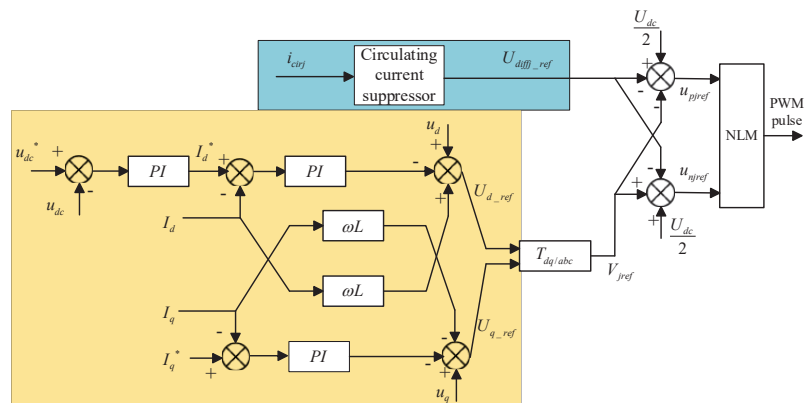 i_cirj
Circulating
current
suppressor
U_diffj_ref
U_dc
2
+
-
-
u_pjref
NLM
PWM
pulse
u_dc*
+
-
u_dc
PI
I_d*
+
-
PI
u_d
-
+
+
U_d_ref
I_d
ωL
ωL
I_q
T_dq/abc
V_jref
-
+
+
u_njref
U_dc
2
U_q_ref
I_q*
-
+
PI
-
-
+
u_q